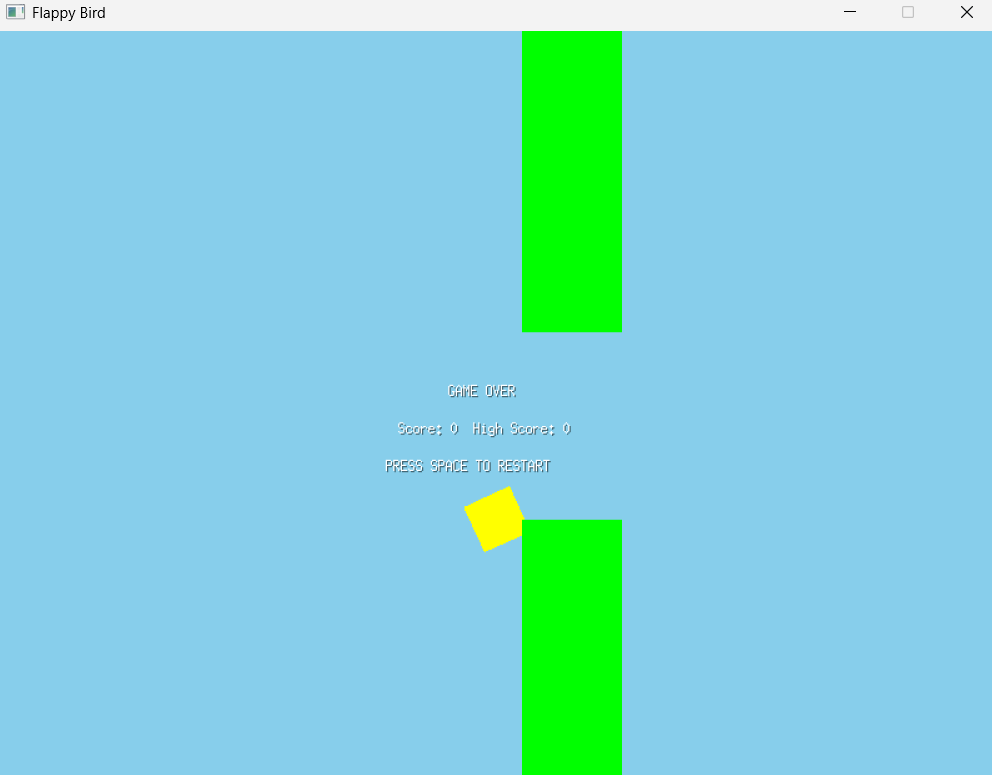 Flappy Bird
GAME OVER
Score: 0  High Score: 0
PRESS SPACE TO RESTART